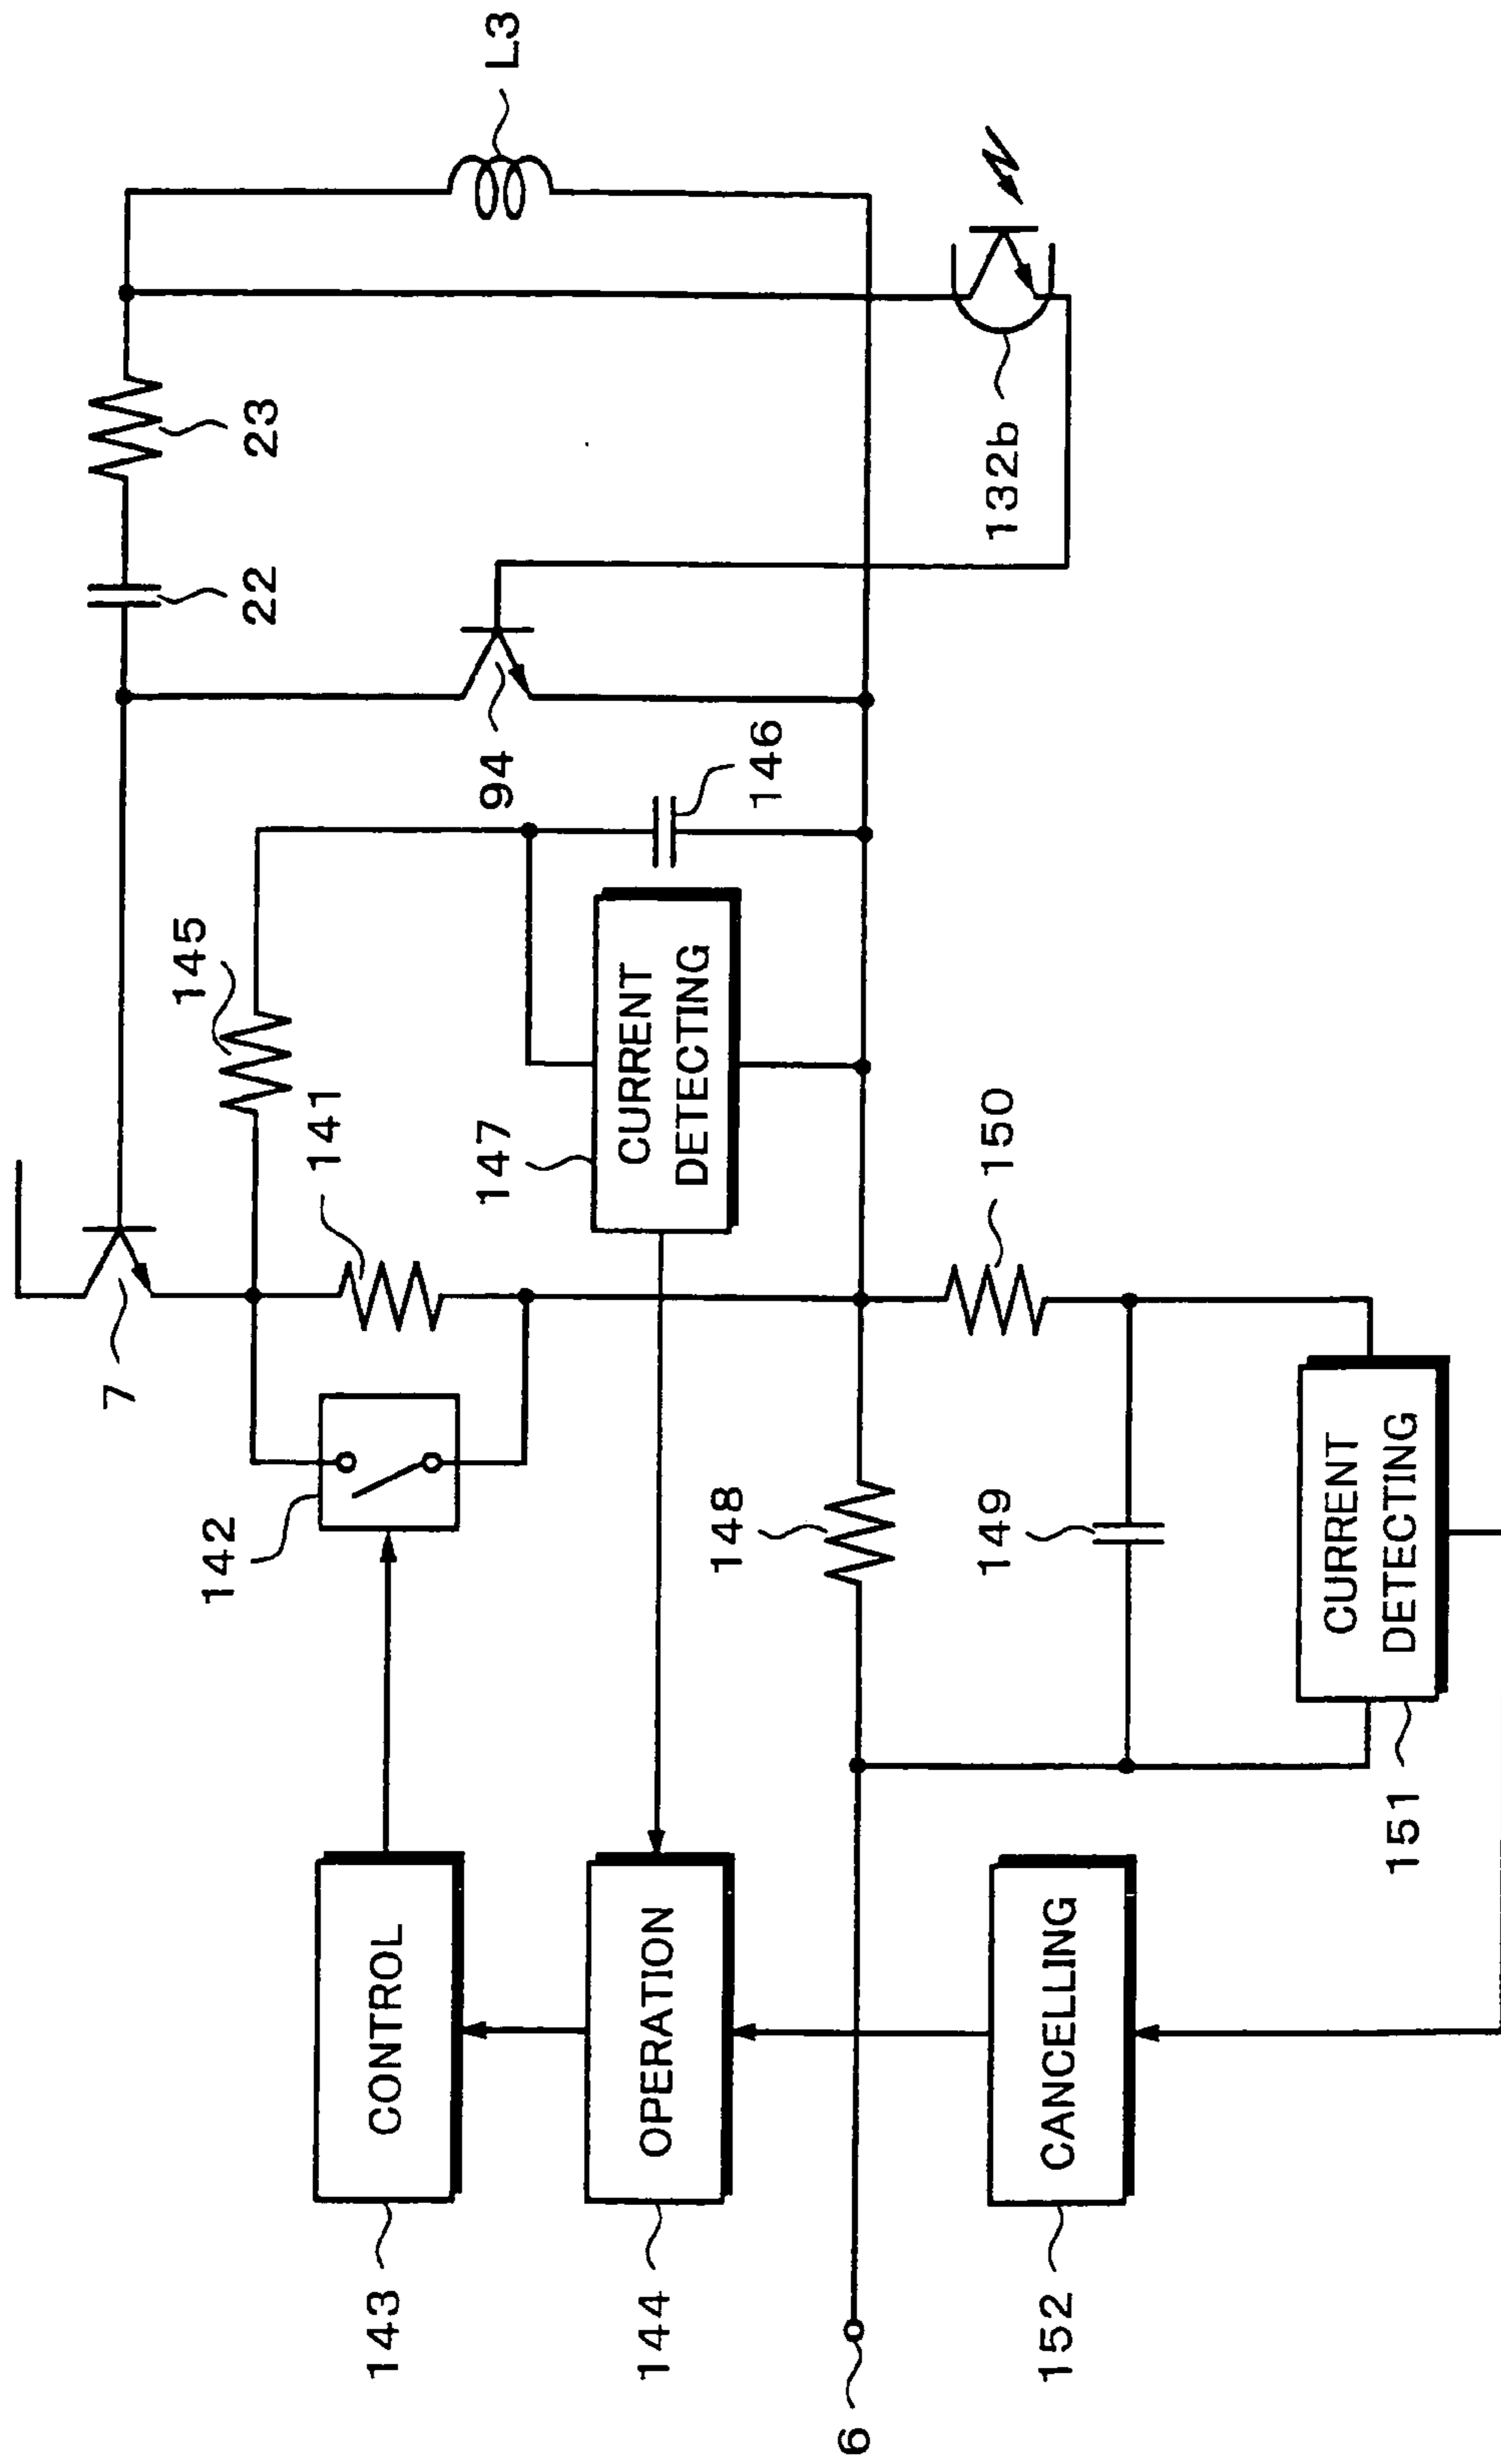 7
22
23
L3
145
141
142
94
146
147
CURRENT
DETECTING
132b
143
CONTROL
144
OPERATION
148
150
149
6
152
CANCELLING
151
CURRENT
DETECTING